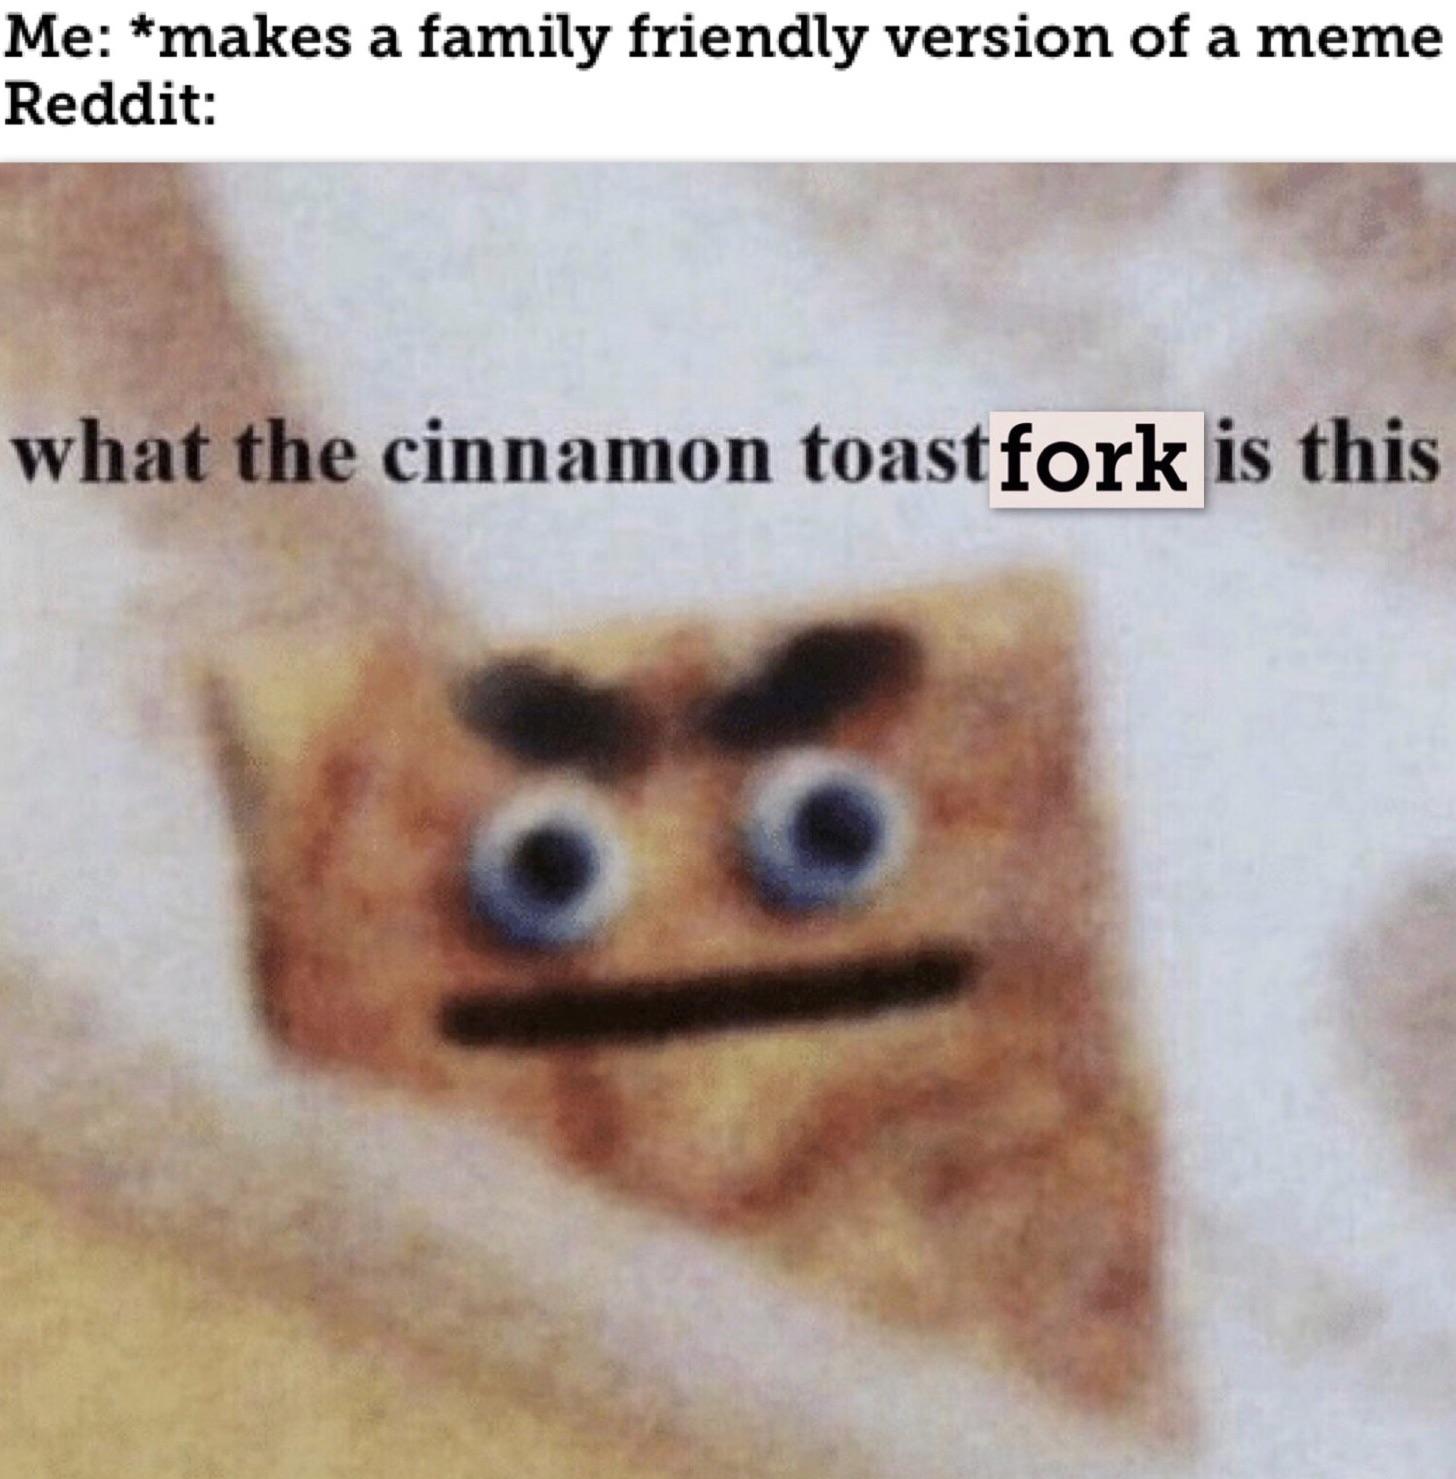 Me: *makes a family friendly version of a meme
Reddit:
what the cinnamon toast fork is this